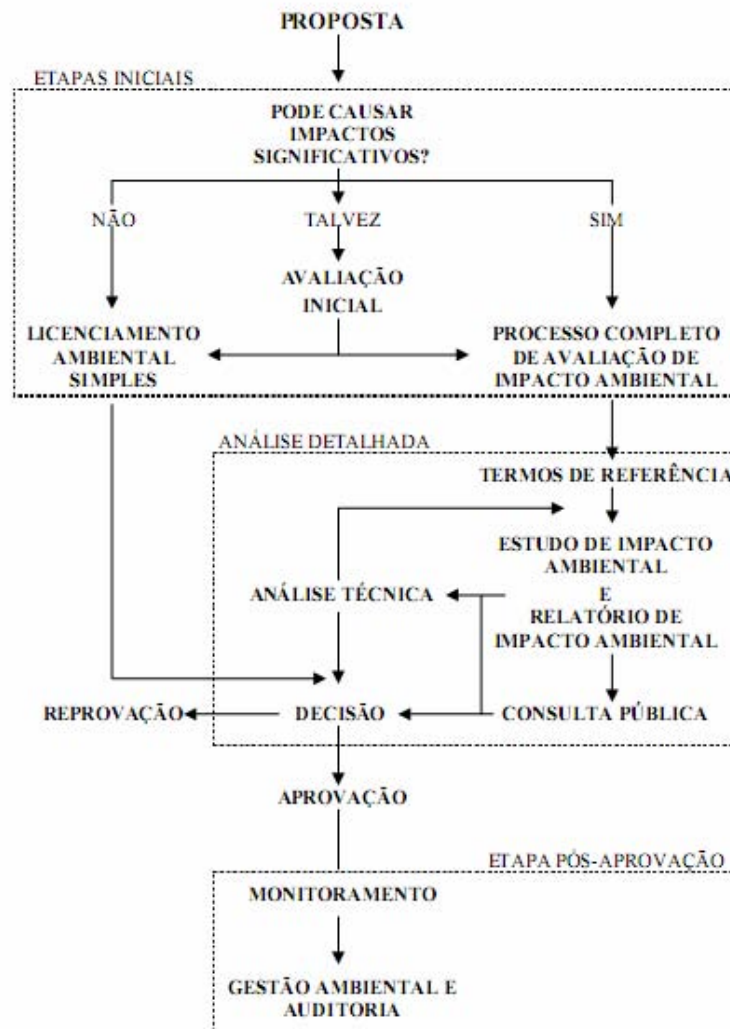 PROPOSTA
ETAPAS INICIAIS
PODE CAUSAR
IMPACTOS
SIGNIFICATIVOS?
NÃO
TALVEZ
SIM
AVALIAÇÃO
INICIAL
LICENCIAMENTO
AMBIENTAL
SIMPLES
PROCESSO COMPLETO
DE AVALIAÇÃO DE
IMPACTO AMBIENTAL
ANÁLISE DETALHADA
TERMOS DE REFERÊNCIA
ESTUDO DE IMPACTO
AMBIENTAL
E
RELATÓRIO DE
IMPACTO AMBIENTAL
ANÁLISE TÉCNICA
REPROVAÇÃO
DECISÃO
CONSULTA PÚBLICA
APROVAÇÃO
ETAPA PÓS-APROVAÇÃO
MONITORAMENTO
GESTÃO AMBIENTAL E
AUDITORIA